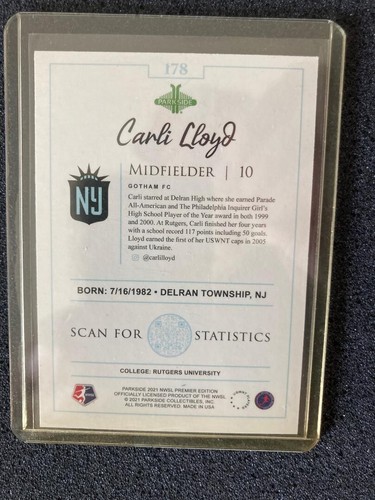 178
PARKSIDE
Carli Lloyd
MIDFIELDER | 10
GOTHAM FC
NJ
NY
Carli starred at Delran High where she earned Parade
All-American and The Philadelphia Inquirer Girl's
High School Player of the Year award in both 1999
and 2000. At Rutgers, Carli finished her four years
with a school record 117 points including 50 goals.
Lloyd earned the first of her USWNT caps in 2005
against Ukraine.
@carlilloyd
BORN: 7/16/1982 • DELRAN TOWNSHIP, NJ
SCAN FOR STATISTICS
COLLEGE: RUTGERS UNIVERSITY
PARKSIDE 2021 NWSL PREMIER EDITION
OFFICIALLY LICENSED PRODUCT OF THE NWSL
© 2021 PARKSIDE COLLECTIBLES, INC.
ALL RIGHTS RESERVED. MADE IN USA